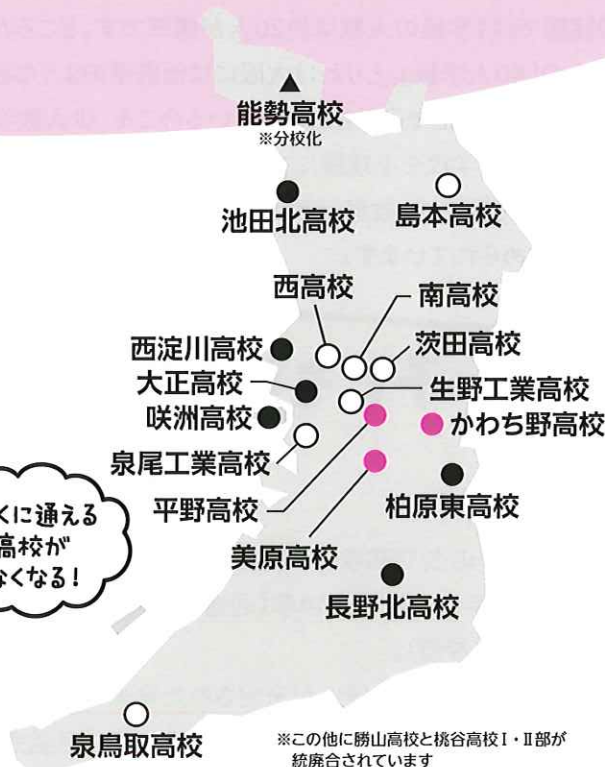 能勢高校
※分校化
池田北高校
島本高校
西高校
南高校
西淀川高校
茨田高校
大正高校
生野工業高校
咲洲高校
かわち野高校
泉尾工業高校
平野高校
柏原東高校
美原高校
長野北高校
くに通える
高校が
なくなる!
泉鳥取高校
※この他に勝山高校と桃谷高校Ⅰ・Ⅱ部が
統廃合されています